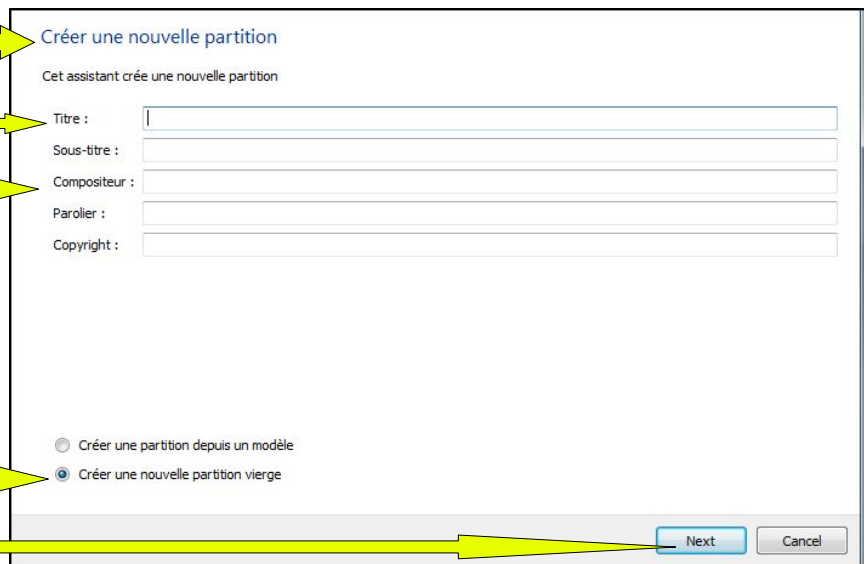 Créer une nouvelle partition
Cet assistant crée une nouvelle partition
Titre :
Sous-titre :
Compositeur :
Parolier :
Copyright :
Créer une partition depuis un modèle
Créer une nouvelle partition vierge
Next Cancel